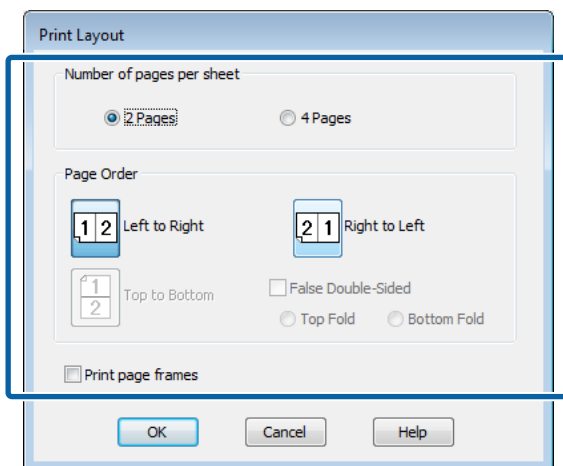 Print Layout
Number of pages per sheet
2 Pages
4 Pages
Page Order
1 2 Left to Right
2 1 Right to Left
1
2
Top to Bottom
False Double-Sided
Top Fold
Bottom Fold
Print page frames
OK
Cancel
Help